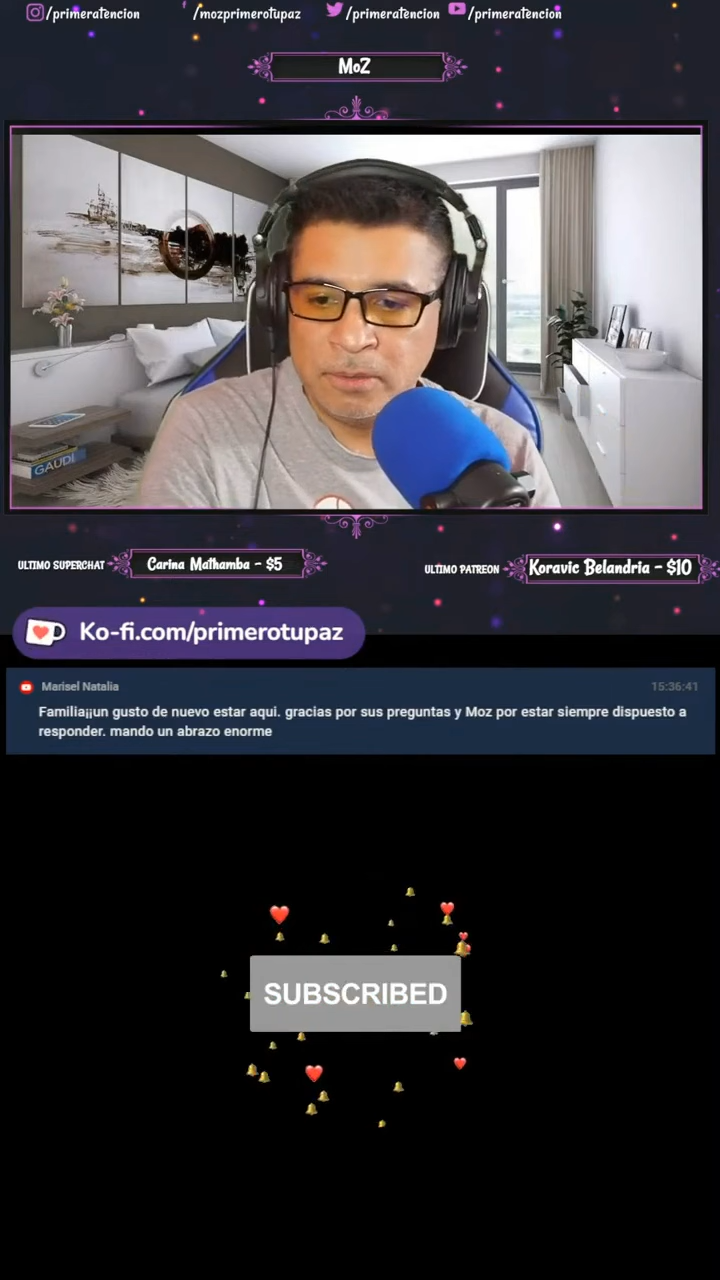 /primeratencion /mozprimerotupaz /primeratencion /primeratencion
MoZ
GAUDI
ULTIMO SUPERCHAT Carina Mathamba - $5 ULTIMO PATREON Koravic Belandria - $10
Ko-fi.com/primerotupaz
Marisel Natalia 15:36:41
Familia¡¡un gusto de nuevo estar aqui. gracias por sus preguntas y Moz por estar siempre dispuesto a
responder. mando un abrazo enorme
SUBSCRIBED